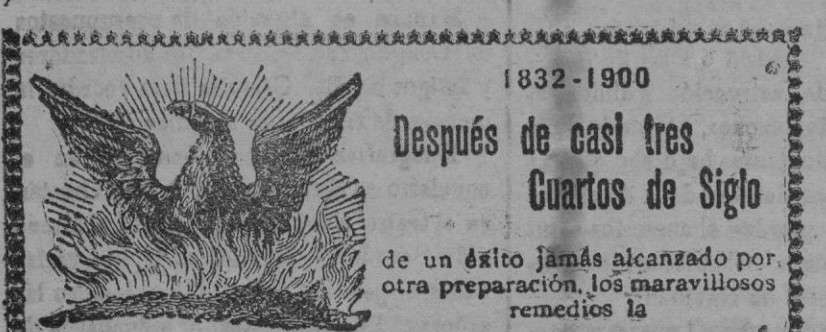 1832-1900
Después de casi tres
Cuartos de Siglo
de un éxito jamás alcanzado por
otra preparación, los maravillosos
remedios la